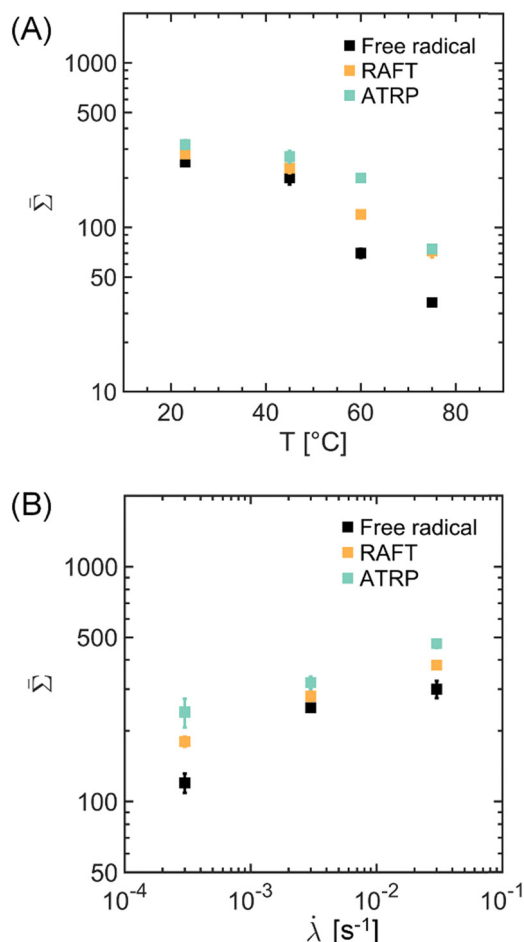 (A)
1000
500
100
50
10
Σ̄
Free radical
RAFT
ATRP
20 40 60 80
T [°C]
(B)
1000
500
100
50
Σ̄
Free radical
RAFT
ATRP
10⁻⁴ 10⁻³ 10⁻² 10⁻¹
λ̇ [s⁻¹]